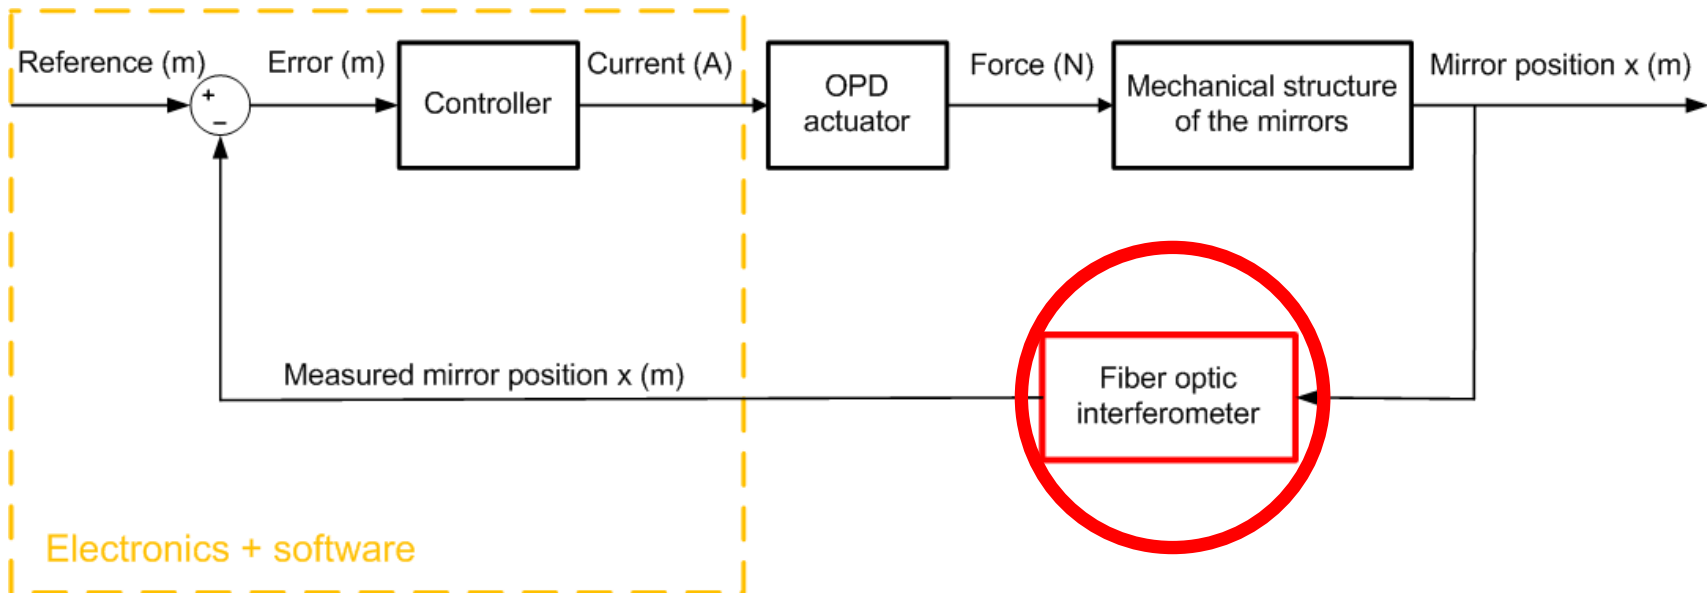 Reference (m)
Error (m)
Current (A)
Force (N)
Mirror position x (m)
+
−
Controller
OPD
actuator
Mechanical structure
of the mirrors
Measured mirror position x (m)
Fiber optic
interferometer
Electronics + software